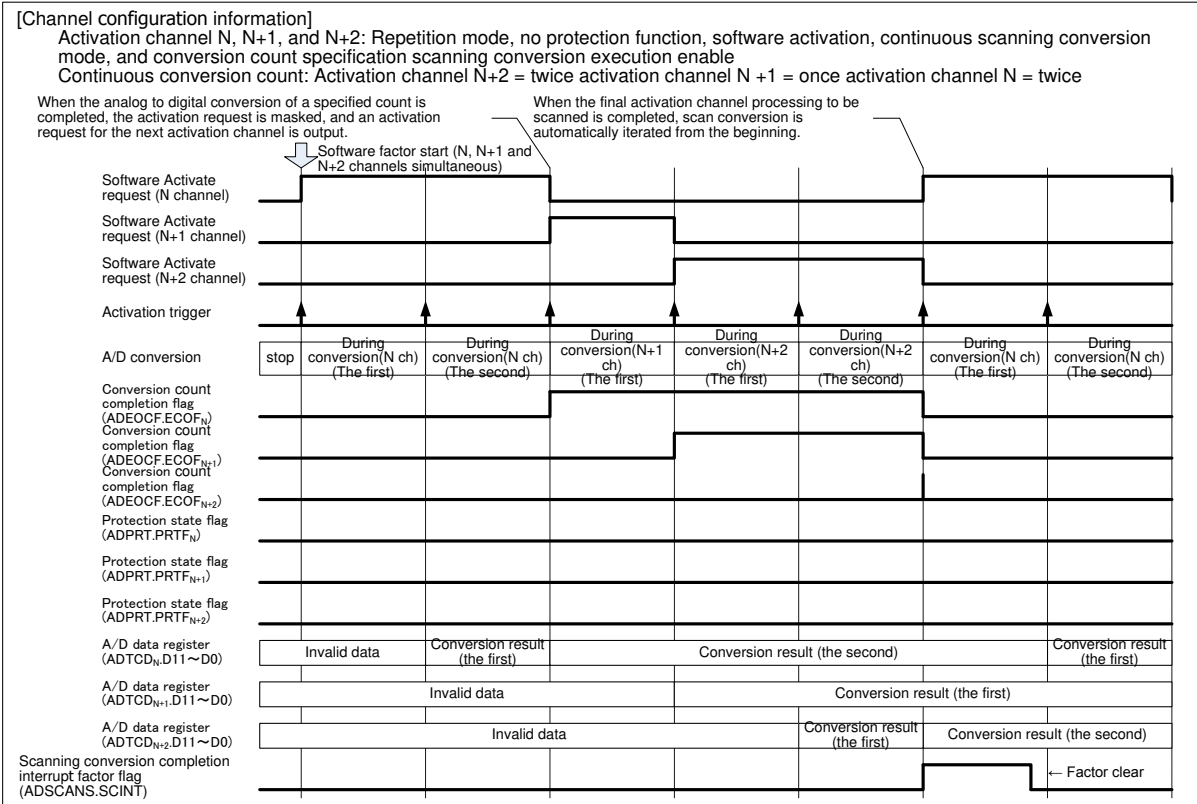 [Channel configuration information]
Activation channel N, N+1, and N+2: Repetition mode, no protection function, software activation, continuous scanning conversion
mode, and conversion count specification scanning conversion execution enable
Continuous conversion count: Activation channel N+2 = twice activation channel N +1 = once activation channel N = twice
When the analog to digital conversion of a specified count is
completed, the activation request is masked, and an activation
request for the next activation channel is output.
When the final activation channel processing to be
scanned is completed, scan conversion is
automatically iterated from the beginning.
Software factor start (N, N+1 and
N+2 channels simultaneous)
Software Activate
request (N channel)
Software Activate
request (N+1 channel)
Software Activate
request (N+2 channel)
Activation trigger
A/D conversion
stop
During
conversion(N ch)
(The first)
During
conversion(N ch)
(The second)
During
conversion(N+1
ch)
(The first)
During
conversion(N+2
ch)
(The first)
During
conversion(N+2
ch)
(The second)
During
conversion(N ch)
(The first)
During
conversion(N ch)
(The second)
Conversion count
completion flag
(ADEOCF.ECOFN)
Conversion count
completion flag
(ADEOCF.ECOFN+1)
Conversion count
completion flag
(ADEOCF.ECOFN+2)
Protection state flag
(ADPRT.PRTFN)
Protection state flag
(ADPRT.PRTFN+1)
Protection state flag
(ADPRT.PRTFN+2)
A/D data register
(ADTCDN.D11～D0)
Invalid data
Conversion result
(the first)
Conversion result (the second)
Conversion result
(the first)
A/D data register
(ADTCDN+1.D11～D0)
Invalid data
Conversion result (the first)
A/D data register
(ADTCDN+2.D11～D0)
Invalid data
Conversion result
(the first)
Conversion result (the second)
Scanning conversion completion
interrupt factor flag
(ADSCANS.SCINT)
← Factor clear